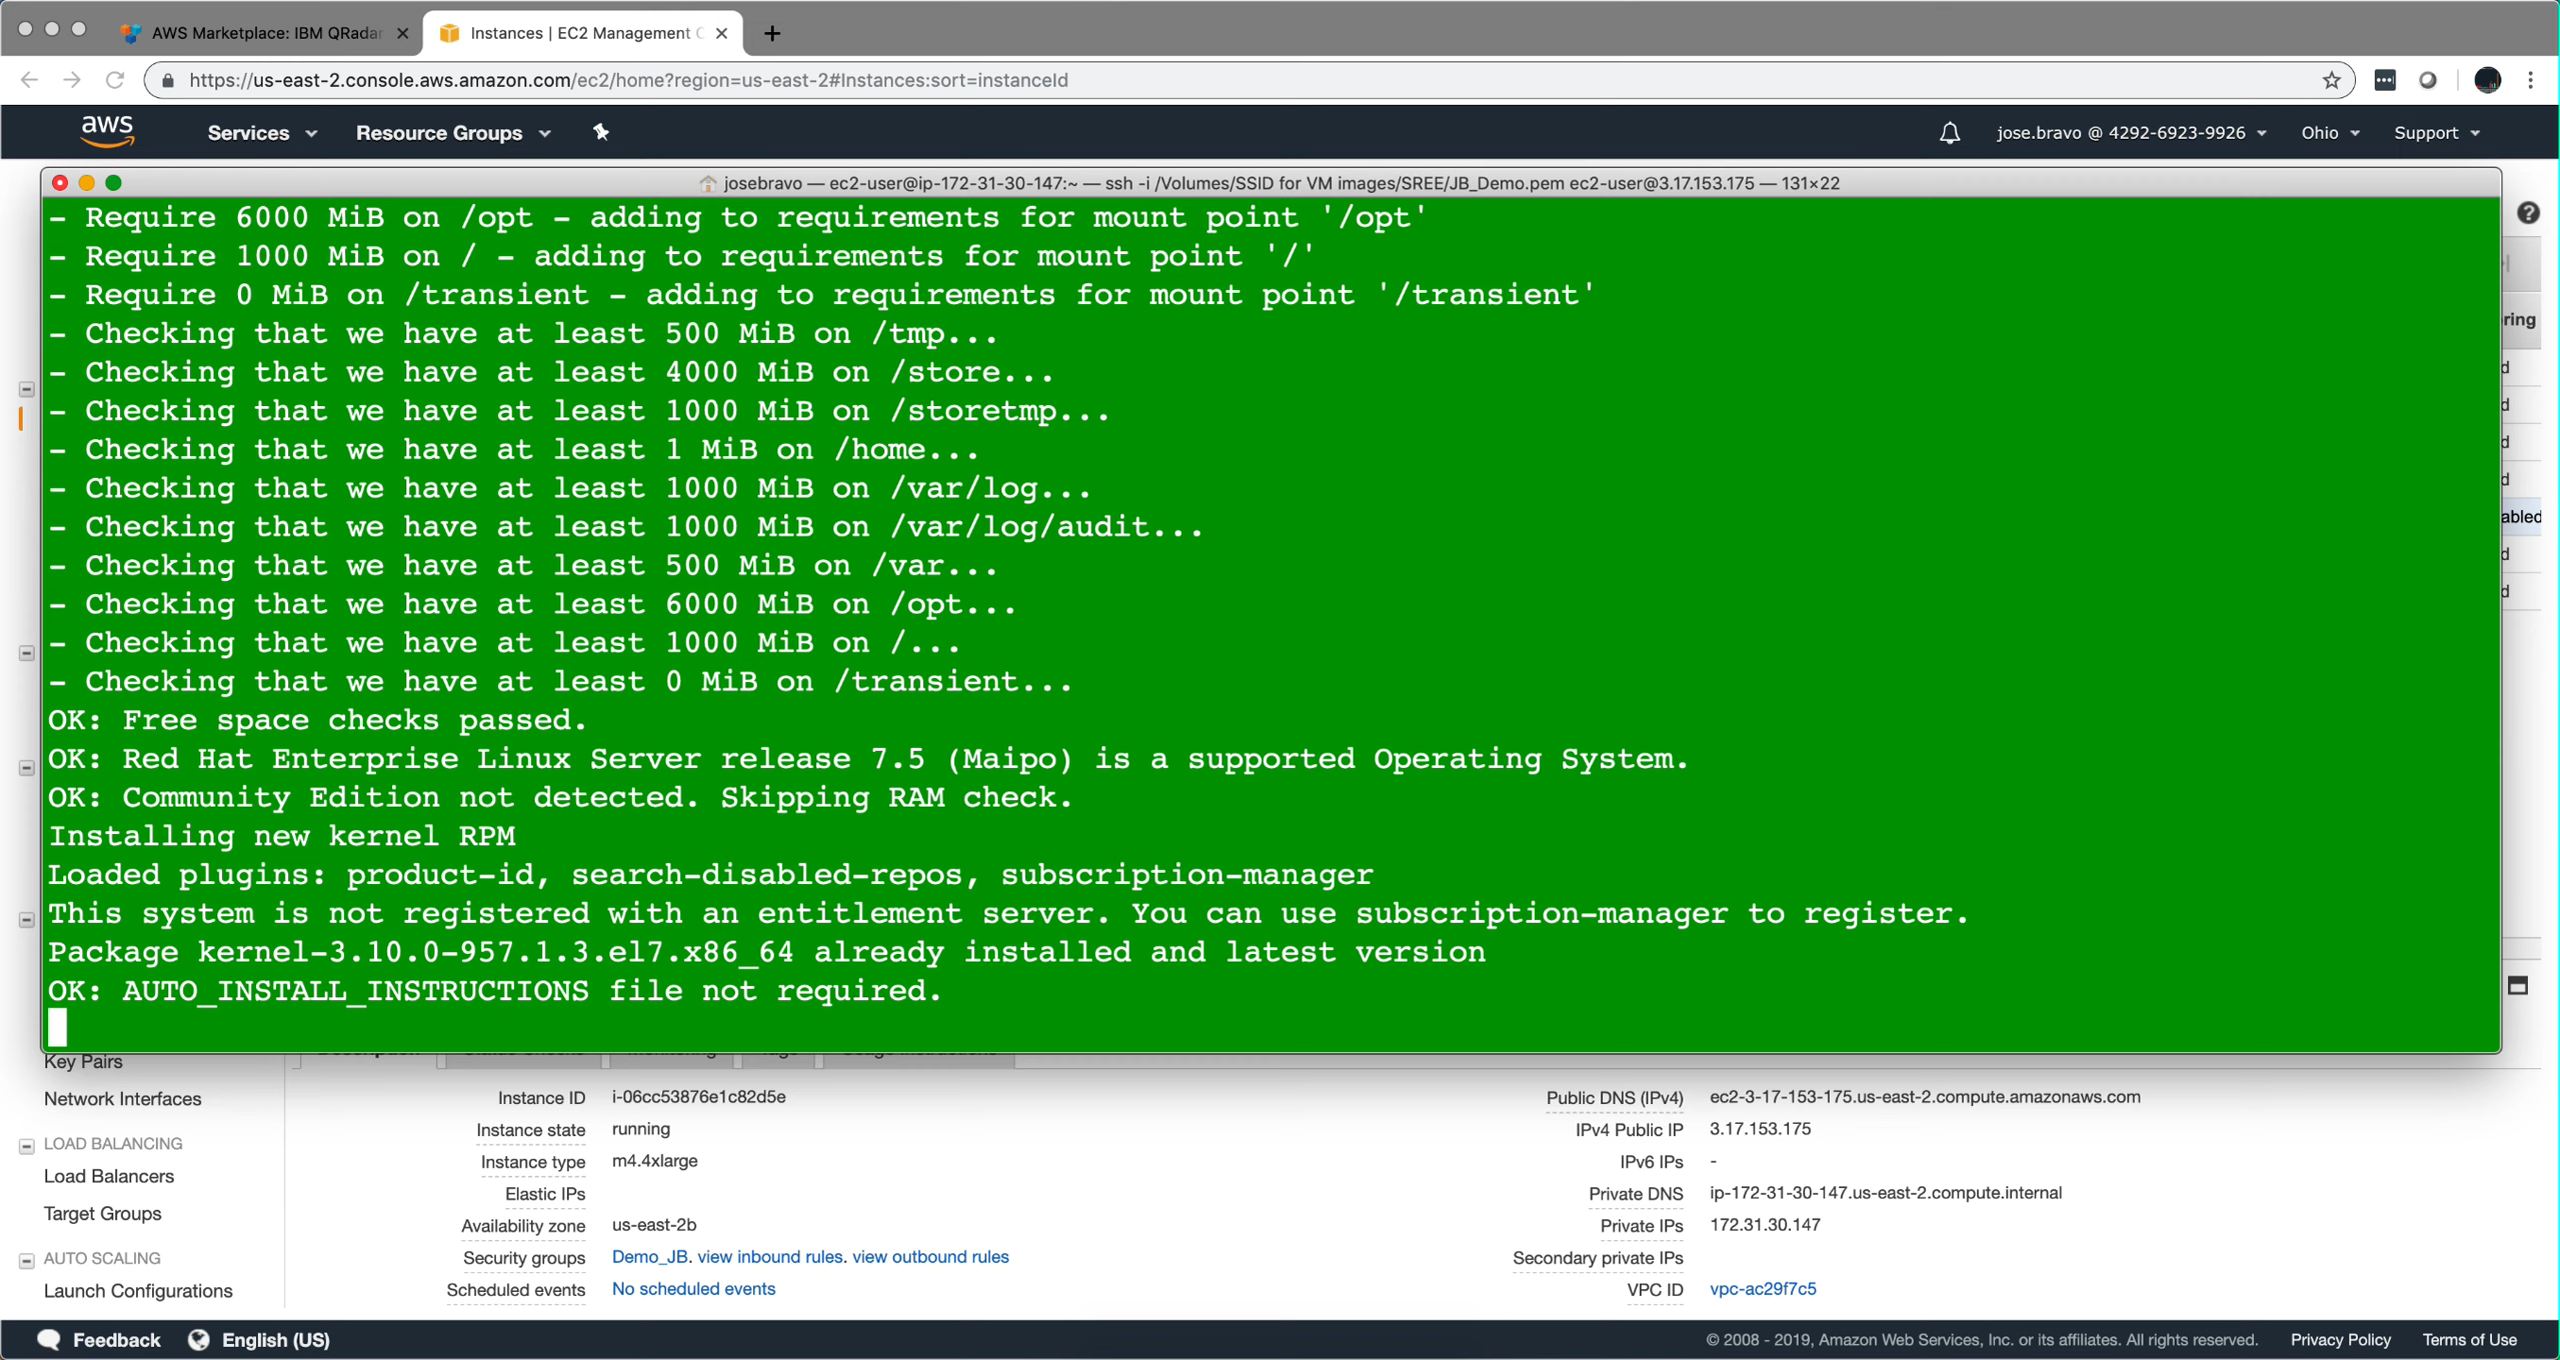 AWS Marketplace: IBM QRadar
Instances | EC2 Management C
https://us-east-2.console.aws.amazon.com/ec2/home?region=us-east-2#Instances:sort=instanceId
aws Services Resource Groups jose.bravo @ 4292-6923-9926 Ohio Support
josebravo — ec2-user@ip-172-31-30-147:~ — ssh -i /Volumes/SSID for VM images/SREE/JB_Demo.pem ec2-user@3.17.153.175 — 131×22
- Require 6000 MiB on /opt - adding to requirements for mount point '/opt'
- Require 1000 MiB on / - adding to requirements for mount point '/'
- Require 0 MiB on /transient - adding to requirements for mount point '/transient'
- Checking that we have at least 500 MiB on /tmp...
- Checking that we have at least 4000 MiB on /store...
- Checking that we have at least 1000 MiB on /storetmp...
- Checking that we have at least 1 MiB on /home...
- Checking that we have at least 1000 MiB on /var/log...
- Checking that we have at least 1000 MiB on /var/log/audit...
- Checking that we have at least 500 MiB on /var...
- Checking that we have at least 6000 MiB on /opt...
- Checking that we have at least 1000 MiB on /...
- Checking that we have at least 0 MiB on /transient...
OK: Free space checks passed.
OK: Red Hat Enterprise Linux Server release 7.5 (Maipo) is a supported Operating System.
OK: Community Edition not detected. Skipping RAM check.
Installing new kernel RPM
Loaded plugins: product-id, search-disabled-repos, subscription-manager
This system is not registered with an entitlement server. You can use subscription-manager to register.
Package kernel-3.10.0-957.1.3.el7.x86_64 already installed and latest version
OK: AUTO_INSTALL_INSTRUCTIONS file not required.
ring
d
d
d
d
abled
d
d
Key Pairs
Network Interfaces
LOAD BALANCING
Load Balancers
Target Groups
AUTO SCALING
Launch Configurations
Instance ID i-06cc53876e1c82d5e
Instance state running
Instance type m4.4xlarge
Elastic IPs
Availability zone us-east-2b
Security groups Demo_JB. view inbound rules. view outbound rules
Scheduled events No scheduled events
Public DNS (IPv4) ec2-3-17-153-175.us-east-2.compute.amazonaws.com
IPv4 Public IP 3.17.153.175
IPv6 IPs -
Private DNS ip-172-31-30-147.us-east-2.compute.internal
Private IPs 172.31.30.147
Secondary private IPs
VPC ID vpc-ac29f7c5
Feedback English (US) © 2008 - 2019, Amazon Web Services, Inc. or its affiliates. All rights reserved. Privacy Policy Terms of Use